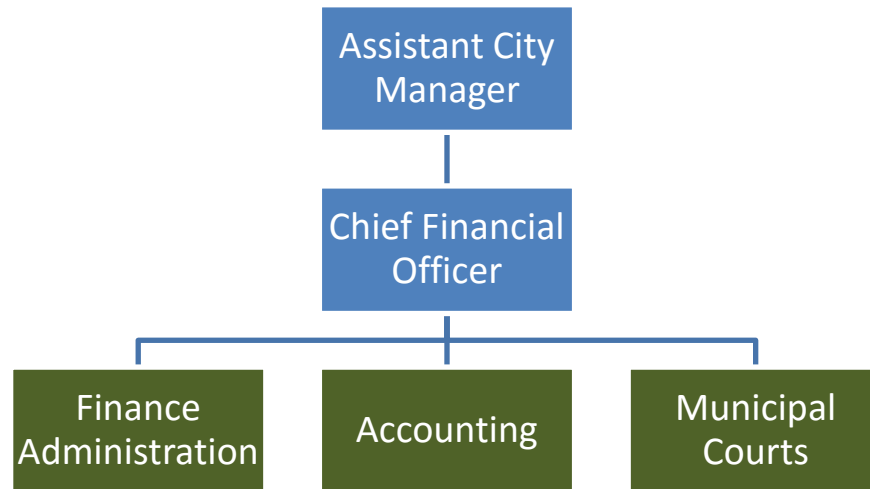 Assistant City
Manager
Chief Financial
Officer
Finance
Administration
Accounting
Municipal
Courts